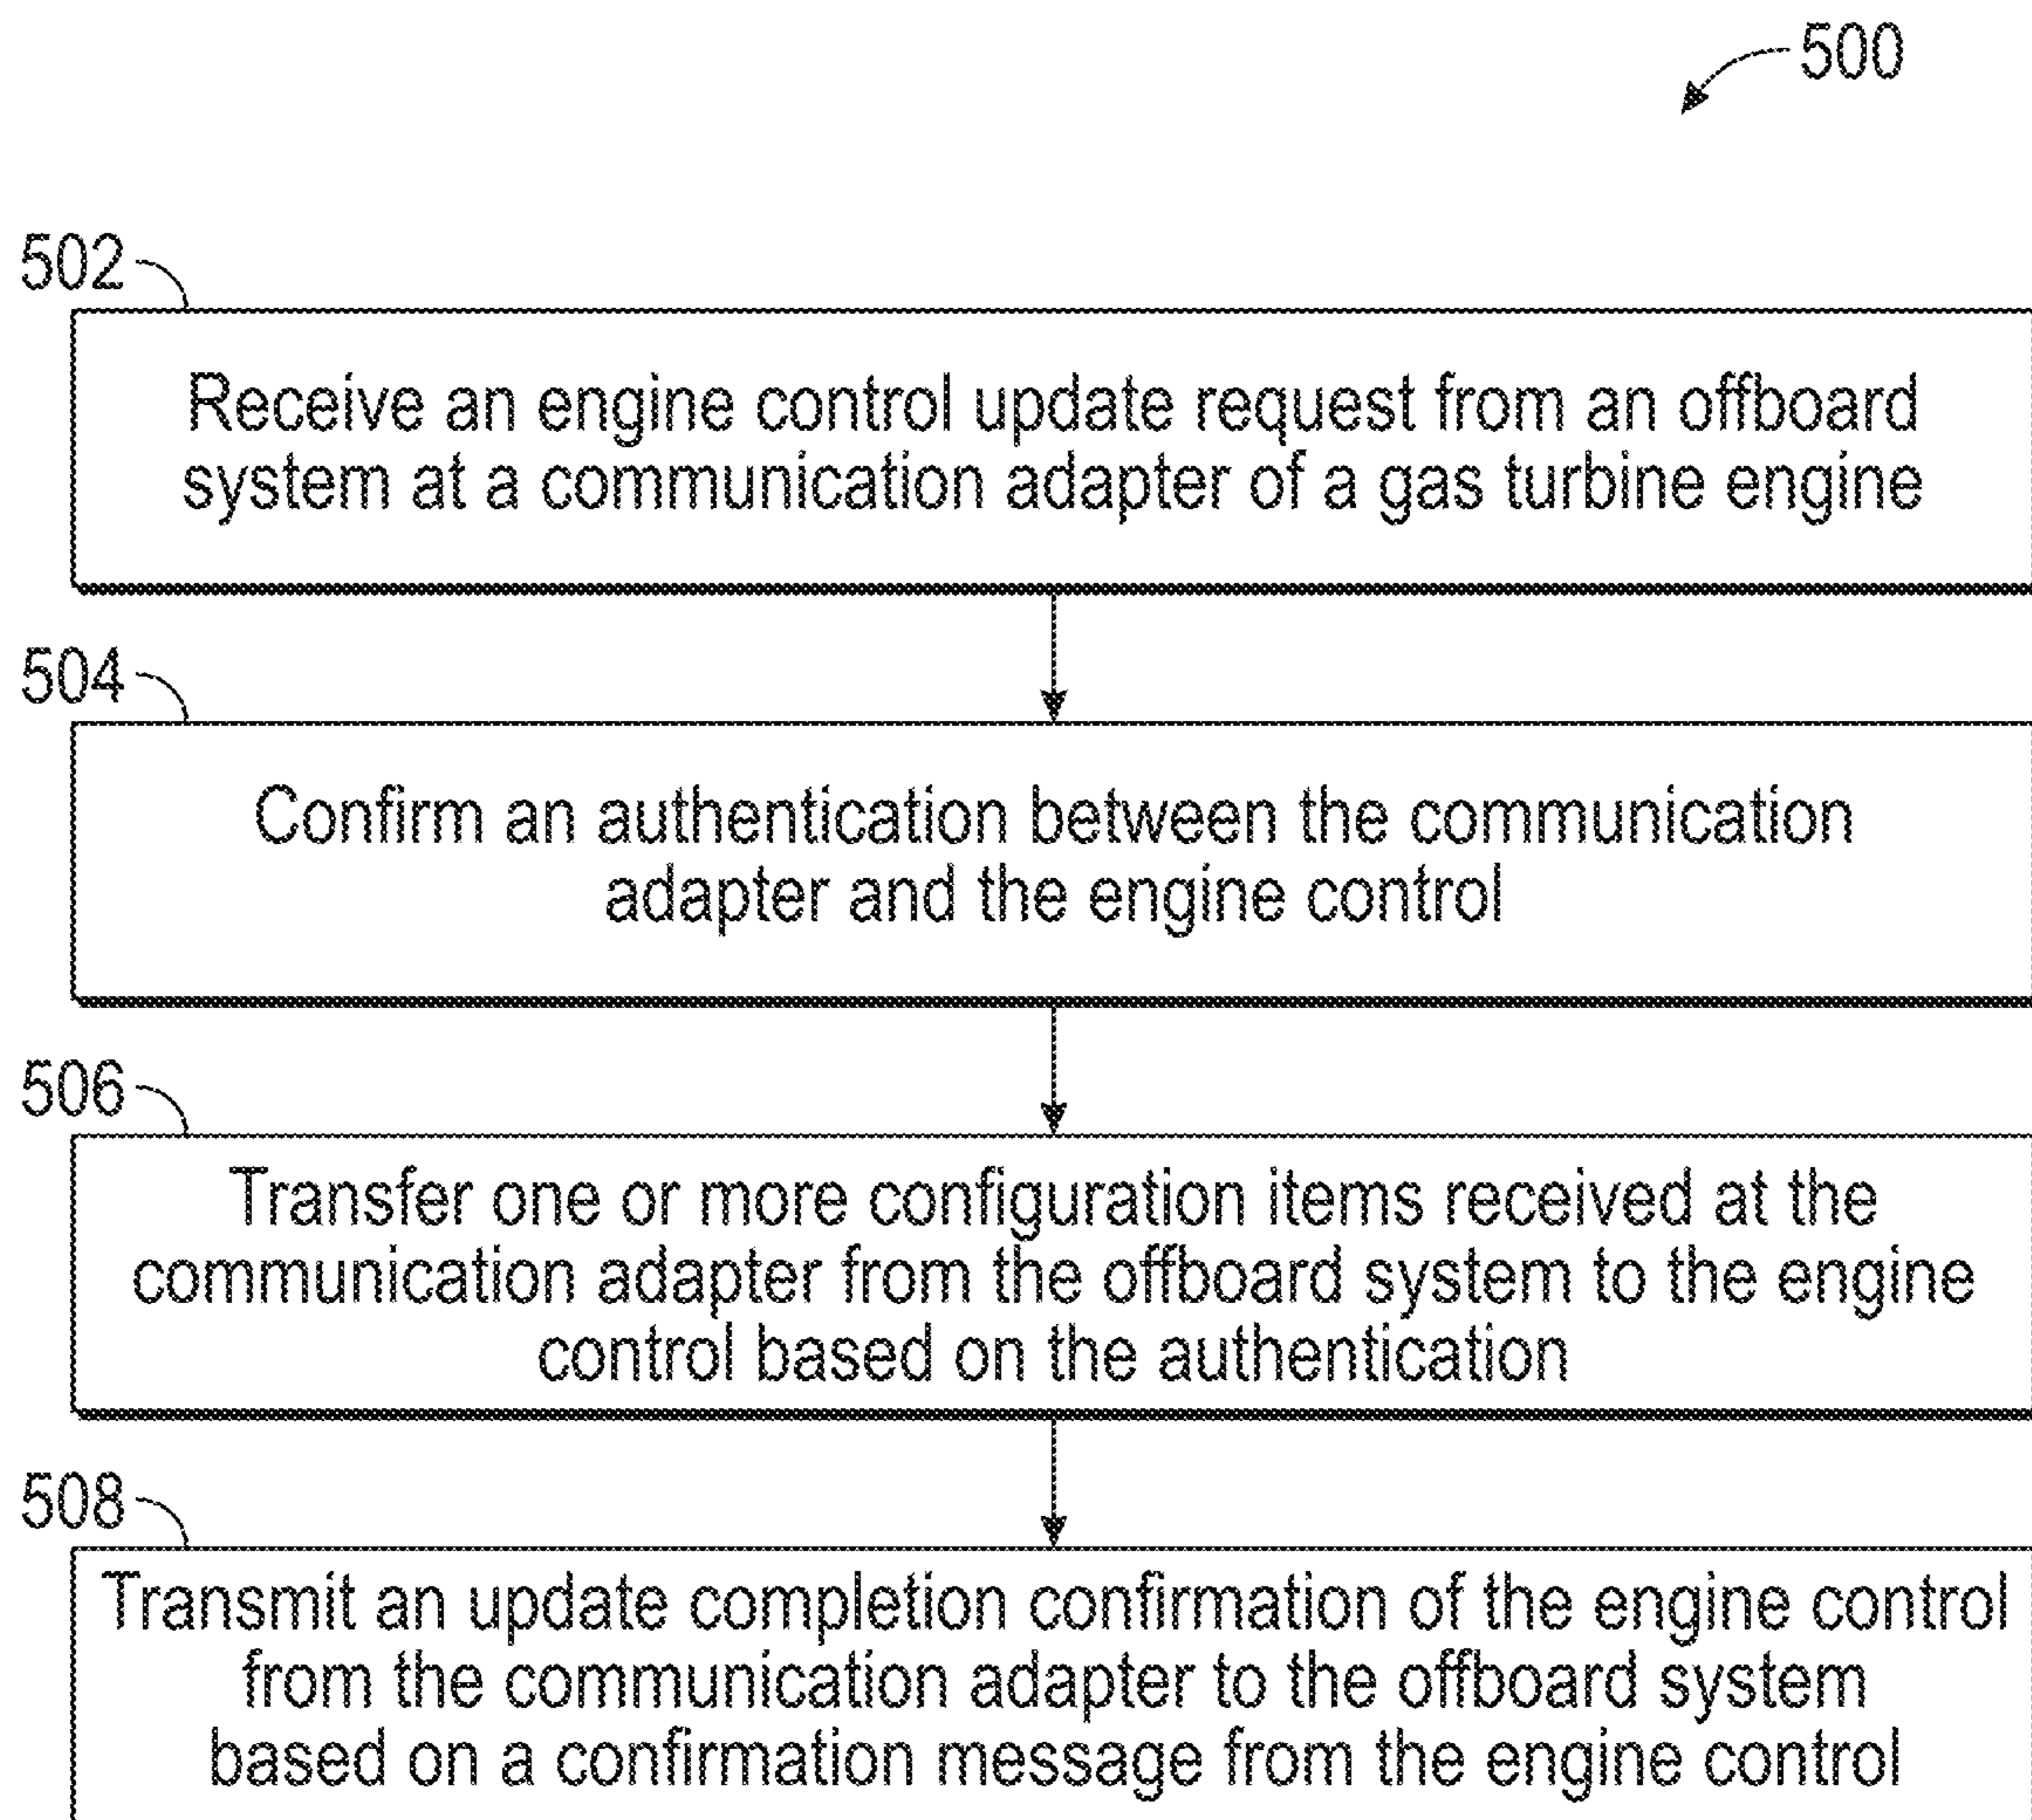 500
502
Receive an engine control update request from an offboard
system at a communication adapter of a gas turbine engine
504
Confirm an authentication between the communication
adapter and the engine control
506
Transfer one or more configuration items received at the
communication adapter from the offboard system to the engine
control based on the authentication
508
Transmit an update completion confirmation of the engine control
from the communication adapter to the offboard system
based on a confirmation message from the engine control